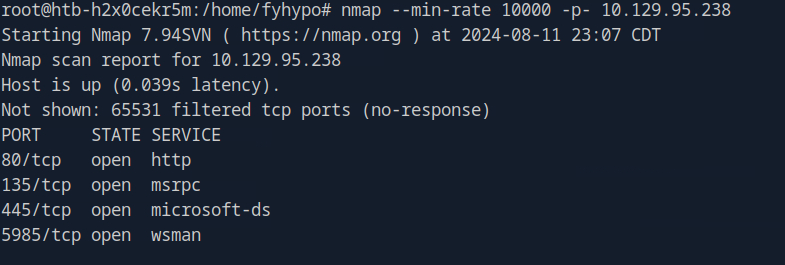 root@htb-h2x0cekr5m:/home/fyhypo# nmap --min-rate 10000 -p- 10.129.95.238
Starting Nmap 7.94SVN ( https://nmap.org ) at 2024-08-11 23:07 CDT
Nmap scan report for 10.129.95.238
Host is up (0.039s latency).
Not shown: 65531 filtered tcp ports (no-response)
PORT     STATE SERVICE
80/tcp   open  http
135/tcp  open  msrpc
445/tcp  open  microsoft-ds
5985/tcp open  wsman